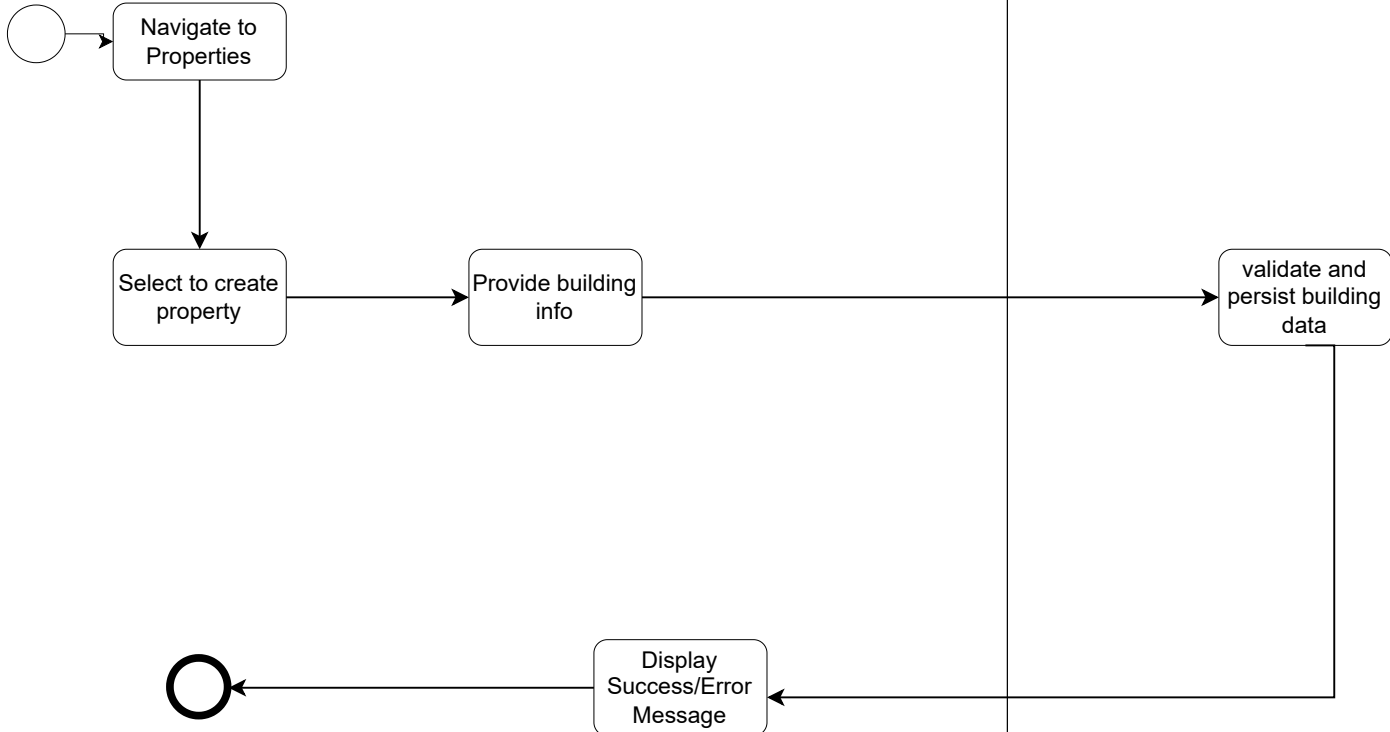 Navigate to
Properties
Select to create
property
Provide building
info
validate and
persist building
data
Display
Success/Error
Message